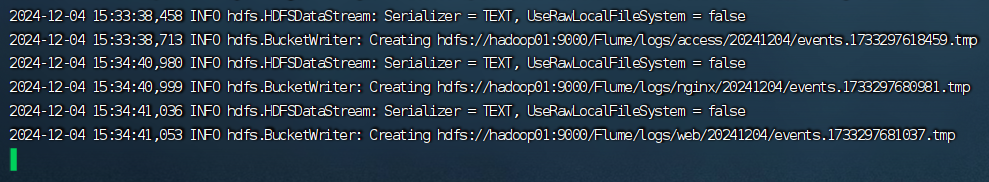 2024-12-04 15:33:38,458 INFO hdfs.HDFSDataStream: Serializer = TEXT, UseRawLocalFileSystem = false
2024-12-04 15:33:38,713 INFO hdfs.BucketWriter: Creating hdfs://hadoop01:9000/Flume/logs/access/20241204/events.1733297618459.tmp
2024-12-04 15:34:40,980 INFO hdfs.HDFSDataStream: Serializer = TEXT, UseRawLocalFileSystem = false
2024-12-04 15:34:40,999 INFO hdfs.BucketWriter: Creating hdfs://hadoop01:9000/Flume/logs/nginx/20241204/events.1733297680981.tmp
2024-12-04 15:34:41,036 INFO hdfs.HDFSDataStream: Serializer = TEXT, UseRawLocalFileSystem = false
2024-12-04 15:34:41,053 INFO hdfs.BucketWriter: Creating hdfs://hadoop01:9000/Flume/logs/web/20241204/events.1733297681037.tmp